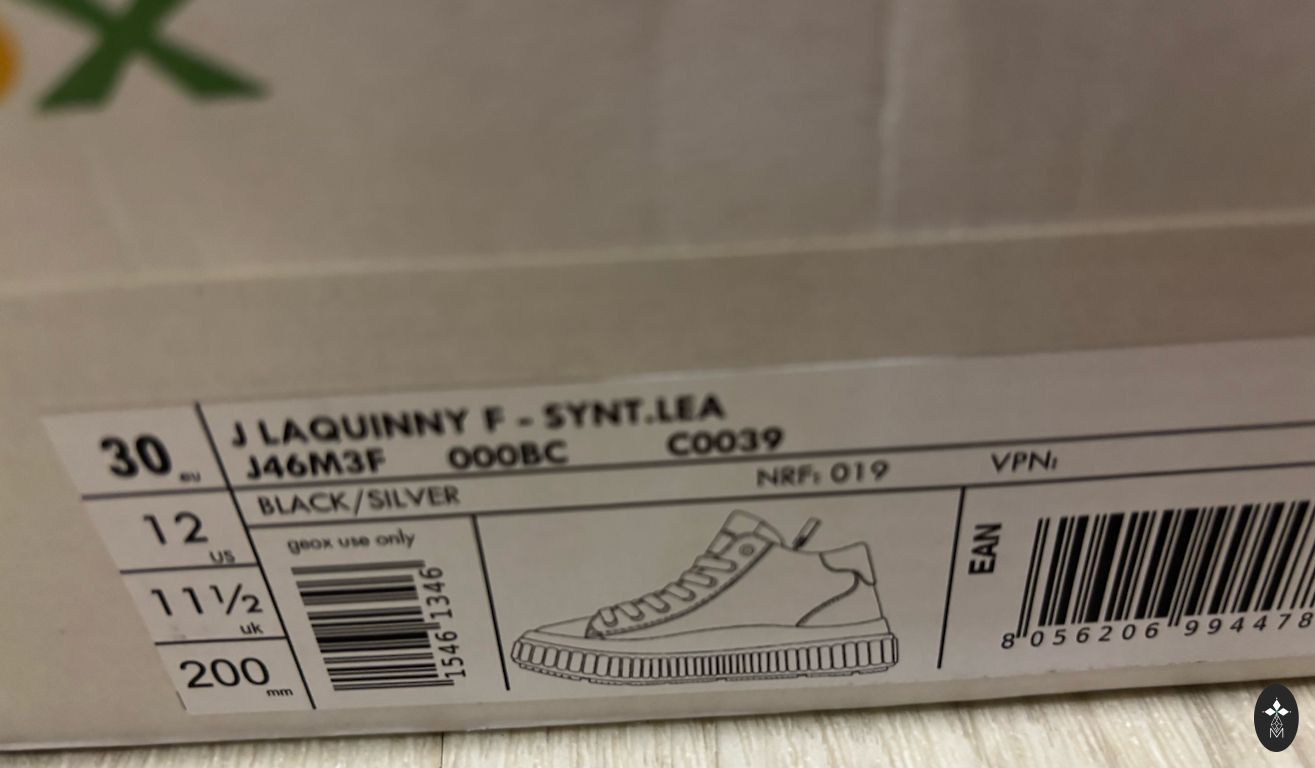 X
30 eu
J LAQUINNY F - SYNT.LEA
J46M3F 000BC C0039
BLACK/SILVER NRF: 019 VPN:
12 US
geox use only
11½ uk
200 mm
1546 1346
EAN
8 056206 994478
M